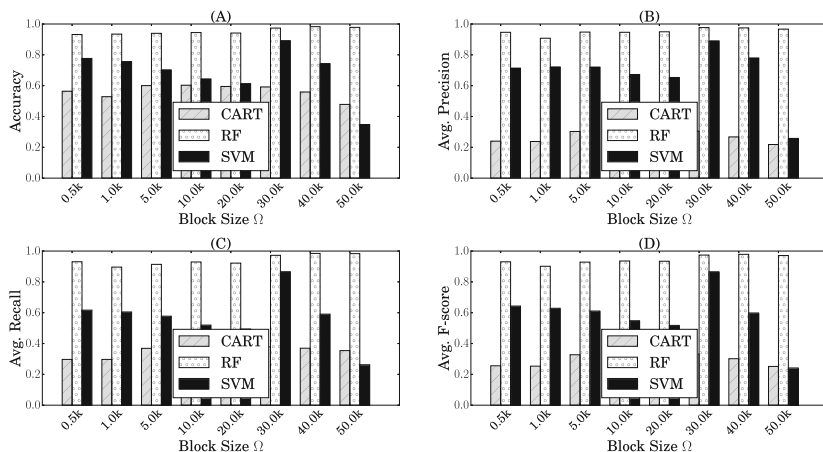 (A)
Accuracy
1.0
0.8
0.6
0.4
0.2
0.0
CART
RF
SVM
0.5k 1.0k 5.0k 10.0k 20.0k 30.0k 40.0k 50.0k
Block Size Ω
(B)
Avg. Precision
1.0
0.8
0.6
0.4
0.2
0.0
CART
RF
SVM
0.5k 1.0k 5.0k 10.0k 20.0k 30.0k 40.0k 50.0k
Block Size Ω
(C)
Avg. Recall
1.0
0.8
0.6
0.4
0.2
0.0
CART
RF
SVM
0.5k 1.0k 5.0k 10.0k 20.0k 30.0k 40.0k 50.0k
Block Size Ω
(D)
Avg. F-score
1.0
0.8
0.6
0.4
0.2
0.0
CART
RF
SVM
0.5k 1.0k 5.0k 10.0k 20.0k 30.0k 40.0k 50.0k
Block Size Ω